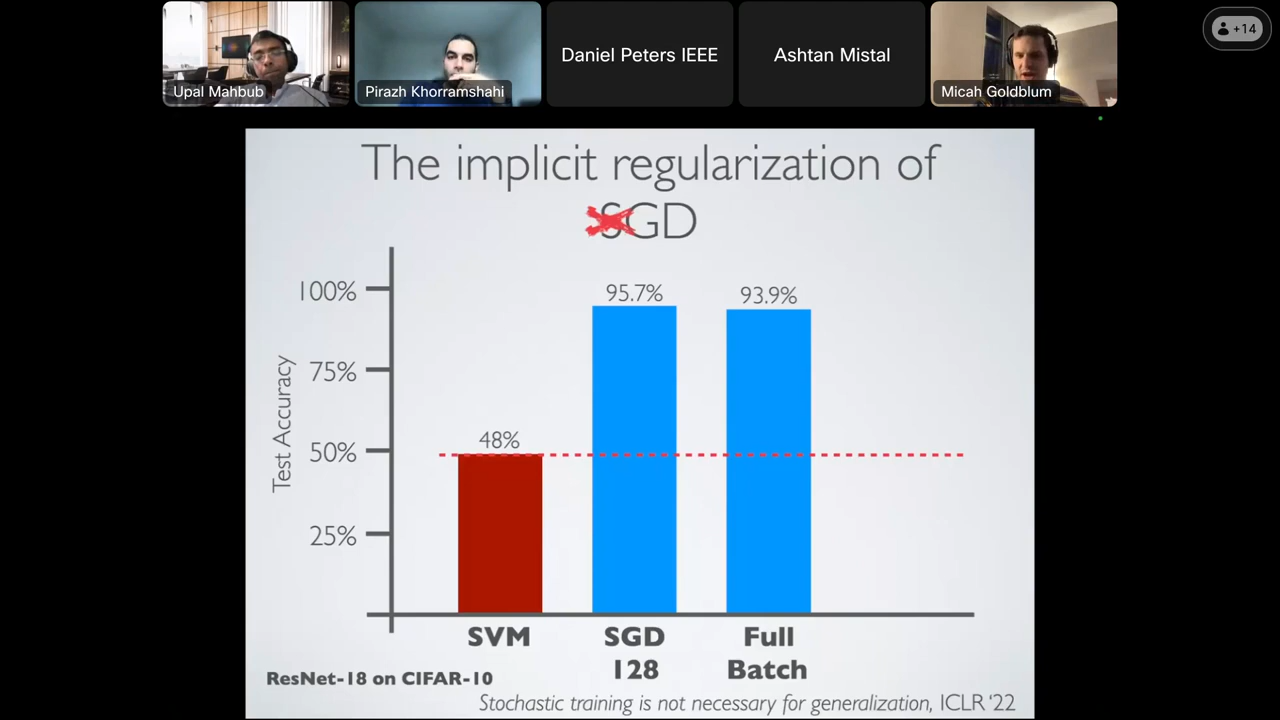 Upal Mahbub
Pirazh Khorramshahi
Daniel Peters IEEE
Ashtan Mistal
Micah Goldblum
+14
The implicit regularization of
SGD
100%
75%
50%
25%
Test Accuracy
48%
95.7%
93.9%
SVM
SGD
128
Full
Batch
ResNet-18 on CIFAR-10
Stochastic training is not necessary for generalization, ICLR '22